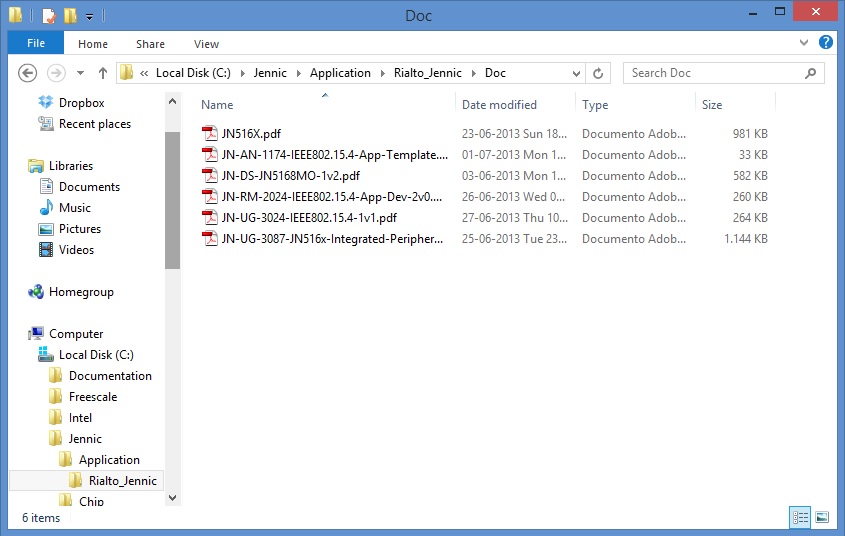 Doc
File Home Share View
« Local Disk (C:) Jennic Application Rialto_Jennic Doc
Search Doc
Name Date modified Type Size
JN516X.pdf 23-06-2013 Sun 18... Documento Adob... 981 KB
JN-AN-1174-IEEE802.15.4-App-Template.... 01-07-2013 Mon 1... Documento Adob... 33 KB
JN-DS-JN5168MO-1v2.pdf 03-06-2013 Mon 1... Documento Adob... 582 KB
JN-RM-2024-IEEE802.15.4-App-Dev-2v0.... 26-06-2013 Wed 0... Documento Adob... 260 KB
JN-UG-3024-IEEE802.15.4-1v1.pdf 27-06-2013 Thu 10... Documento Adob... 264 KB
JN-UG-3087-JN516x-Integrated-Peripher... 25-06-2013 Tue 23... Documento Adob... 1.144 KB
Dropbox
Recent places
Libraries
Documents
Music
Pictures
Videos
Homegroup
Computer
Local Disk (C:)
Documentation
Freescale
Intel
Jennic
Application
Rialto_Jennic
Chip
6 items